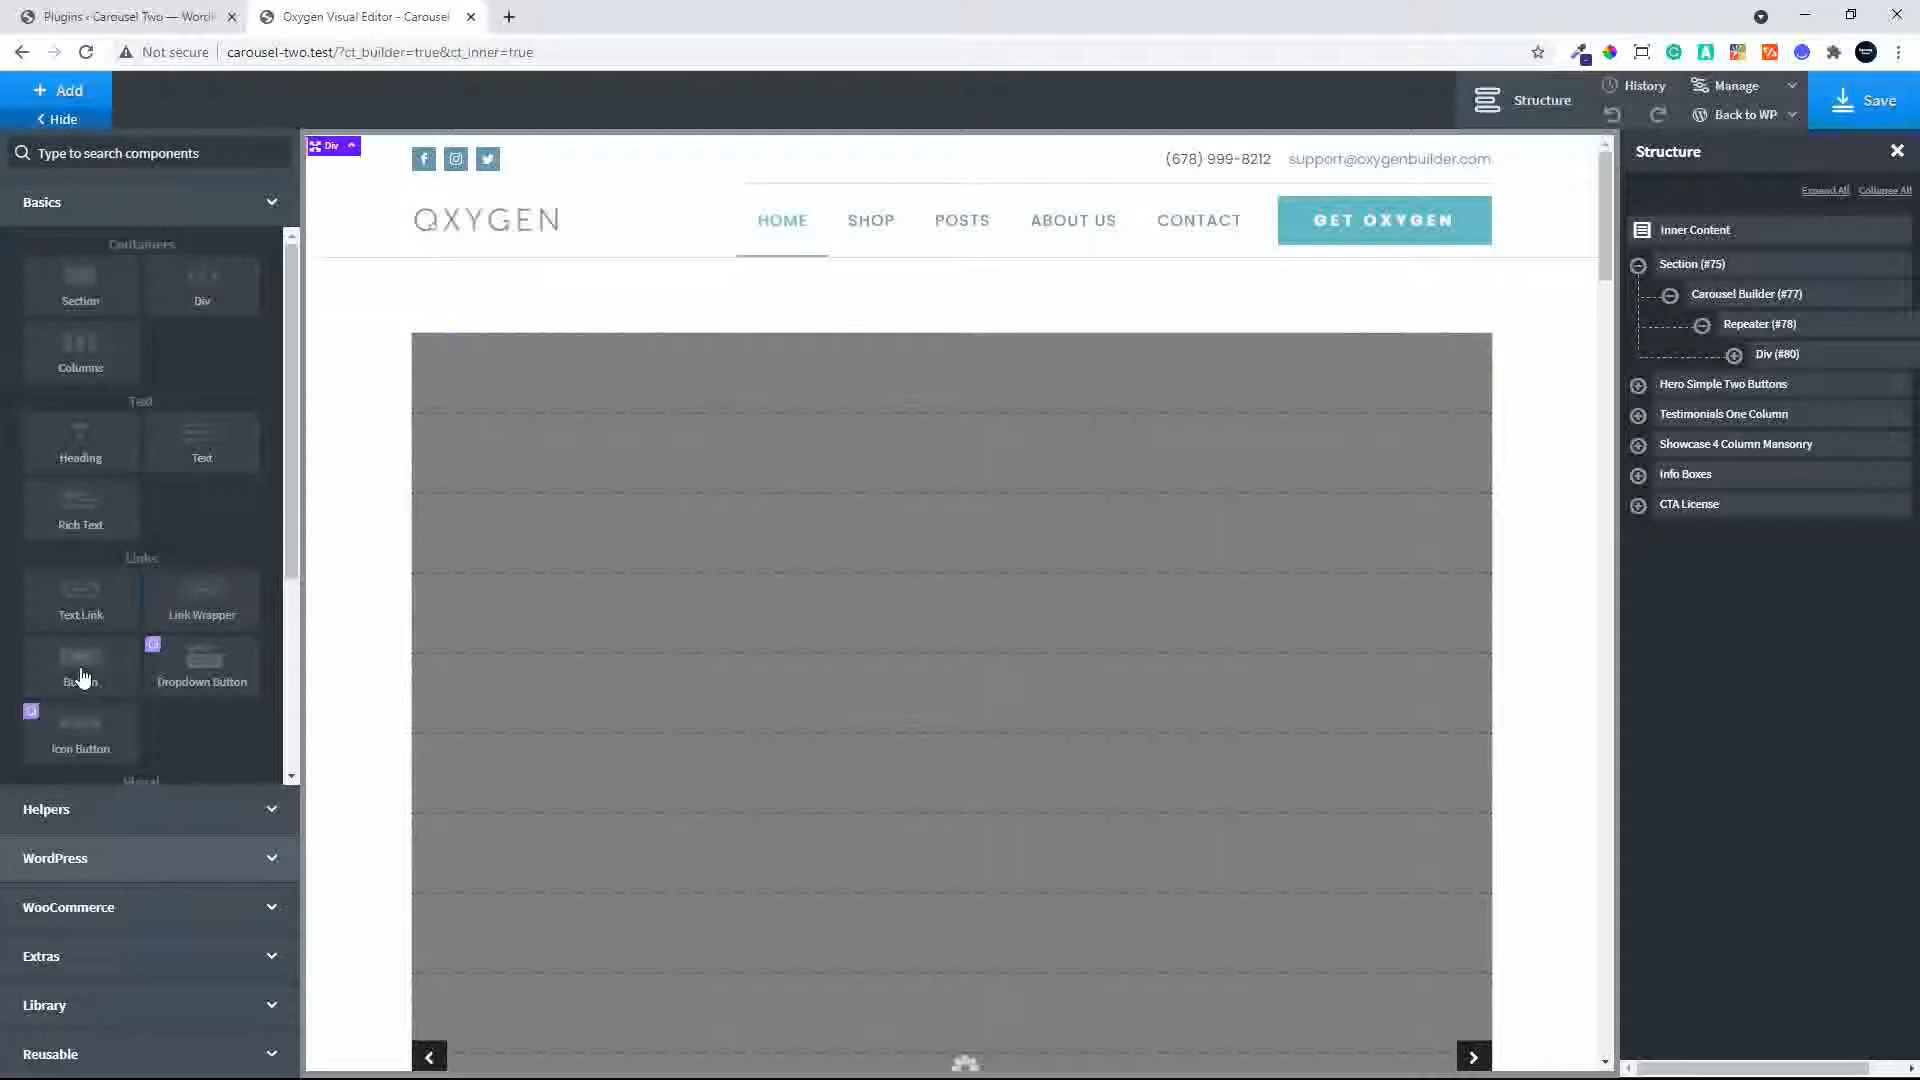 Plugins ‹ Carousel Two — WordP
Oxygen Visual Editor - Carousel
Not secure
carousel-two.test/?ct_builder=true&ct_inner=true
+ Add
Hide
Structure
History
Manage
Back to WP
Save
Type to search components
Basics
Containers
Section
Div
Columns
Text
Heading
Text
Rich Text
Links
Text Link
Link Wrapper
Dropdown Button
Icon Button
Visual
Helpers
WordPress
WooCommerce
Extras
Library
Reusable
Div
(678) 999-8212
support@oxygenbuilder.com
OXYGEN
HOME
SHOP
POSTS
ABOUT US
CONTACT
GET OXYGEN
Structure
Expand All
Collapse All
Inner Content
Section (#75)
Carousel Builder (#77)
Repeater (#78)
Div (#80)
Hero Simple Two Buttons
Testimonials One Column
Showcase 4 Column Mansonry
Info Boxes
CTA License